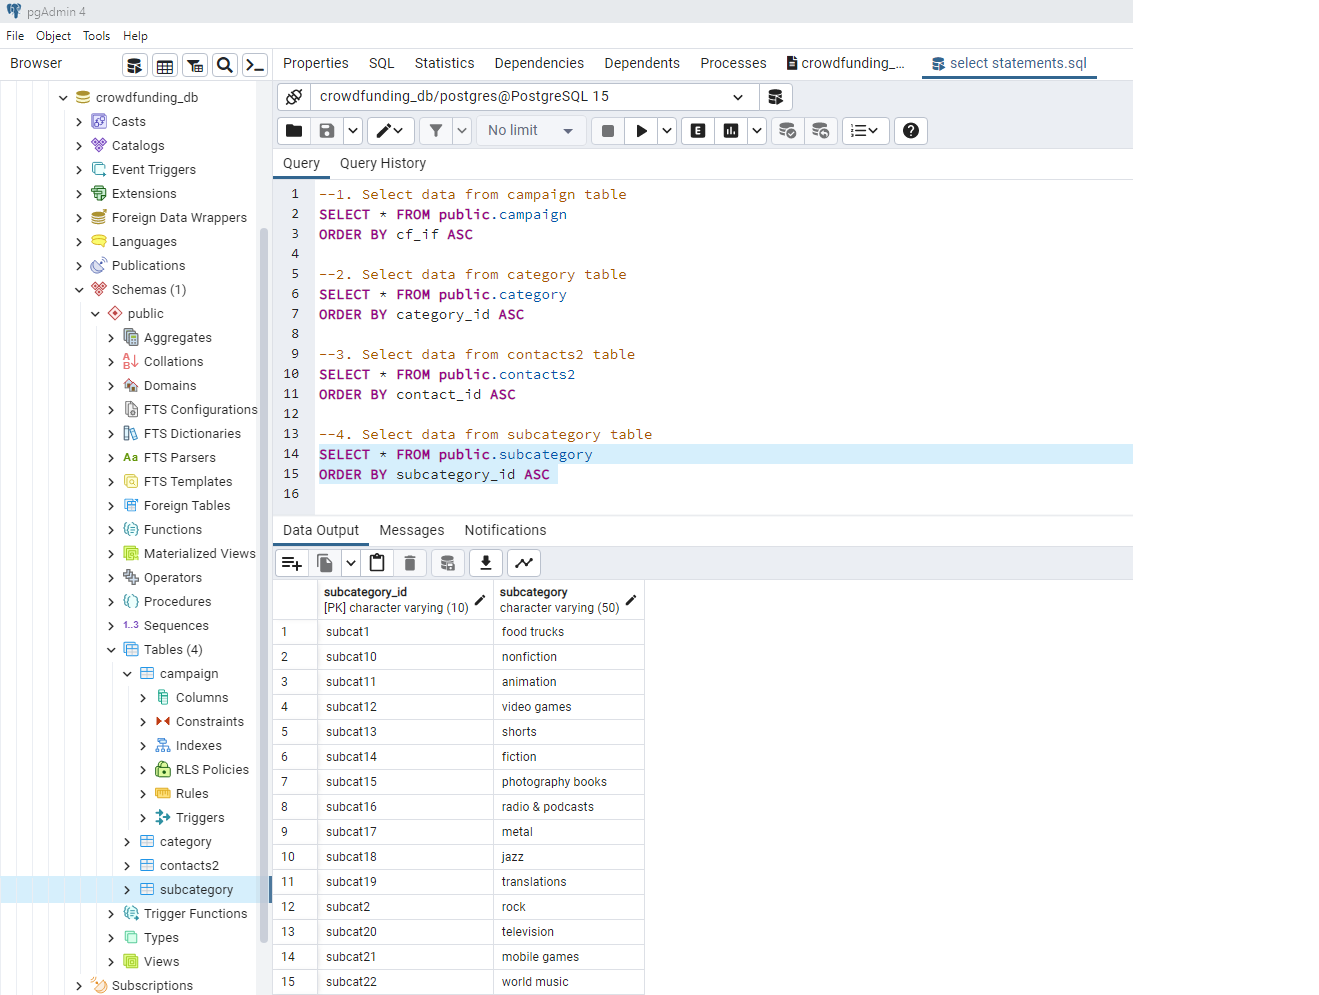 pgAdmin 4
File Object Tools Help
Browser
Properties SQL Statistics Dependencies Dependents Processes crowdfunding_... select statements.sql
crowdfunding_db/postgres@PostgreSQL 15
No limit
E
Query Query History
crowdfunding_db
Casts
Catalogs
Event Triggers
Extensions
Foreign Data Wrappers
Languages
Publications
Schemas (1)
public
Aggregates
Collations
Domains
FTS Configurations
FTS Dictionaries
Aa FTS Parsers
FTS Templates
Foreign Tables
Functions
Materialized Views
Operators
Procedures
1..3 Sequences
Tables (4)
campaign
Columns
Constraints
Indexes
RLS Policies
Rules
Triggers
category
contacts2
subcategory
Trigger Functions
Types
Views
Subscriptions
1 --1. Select data from campaign table
2 SELECT * FROM public.campaign
3 ORDER BY cf_if ASC
4
5 --2. Select data from category table
6 SELECT * FROM public.category
7 ORDER BY category_id ASC
8
9 --3. Select data from contacts2 table
10 SELECT * FROM public.contacts2
11 ORDER BY contact_id ASC
12
13 --4. Select data from subcategory table
14 SELECT * FROM public.subcategory
15 ORDER BY subcategory_id ASC
16
Data Output Messages Notifications
subcategory_id subcategory
[PK] character varying (10) character varying (50)
1 subcat1 food trucks
2 subcat10 nonfiction
3 subcat11 animation
4 subcat12 video games
5 subcat13 shorts
6 subcat14 fiction
7 subcat15 photography books
8 subcat16 radio & podcasts
9 subcat17 metal
10 subcat18 jazz
11 subcat19 translations
12 subcat2 rock
13 subcat20 television
14 subcat21 mobile games
15 subcat22 world music